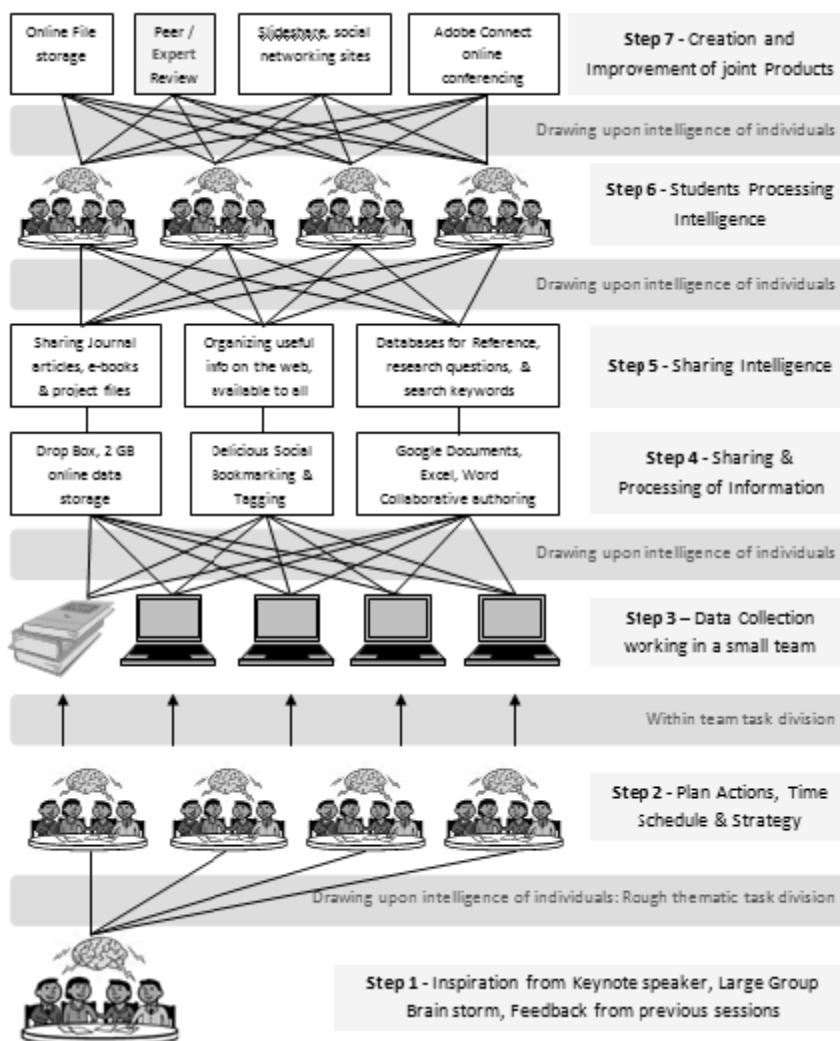 Online File
storage
Peer /
Expert
Review
Slideshare, social
networking sites
Adobe Connect
online
conferencing
Step 7 - Creation and
Improvement of joint Products
Drawing upon intelligence of individuals
Step 6 - Students Processing
Intelligence
Drawing upon intelligence of individuals
Sharing Journal
articles, e-books
& project files
Organizing useful
info on the web,
available to all
Databases for Reference,
research questions, &
search keywords
Step 5 - Sharing Intelligence
Drop Box, 2 GB
online data
storage
Delicious Social
Bookmarking &
Tagging
Google Documents,
Excel, Word
Collaborative authoring
Step 4 - Sharing &
Processing of Information
Drawing upon intelligence of individuals
Step 3 – Data Collection
working in a small team
Within team task division
Step 2 - Plan Actions, Time
Schedule & Strategy
Drawing upon intelligence of individuals: Rough thematic task division
Step 1 - Inspiration from Keynote speaker, Large Group
Brain storm, Feedback from previous sessions